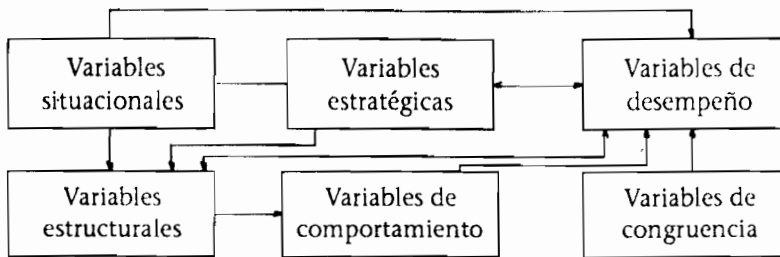 Variables
situacionales
Variables
estratégicas
Variables de
desempeño
Variables
estructurales
Variables de
comportamiento
Variables de
congruencia